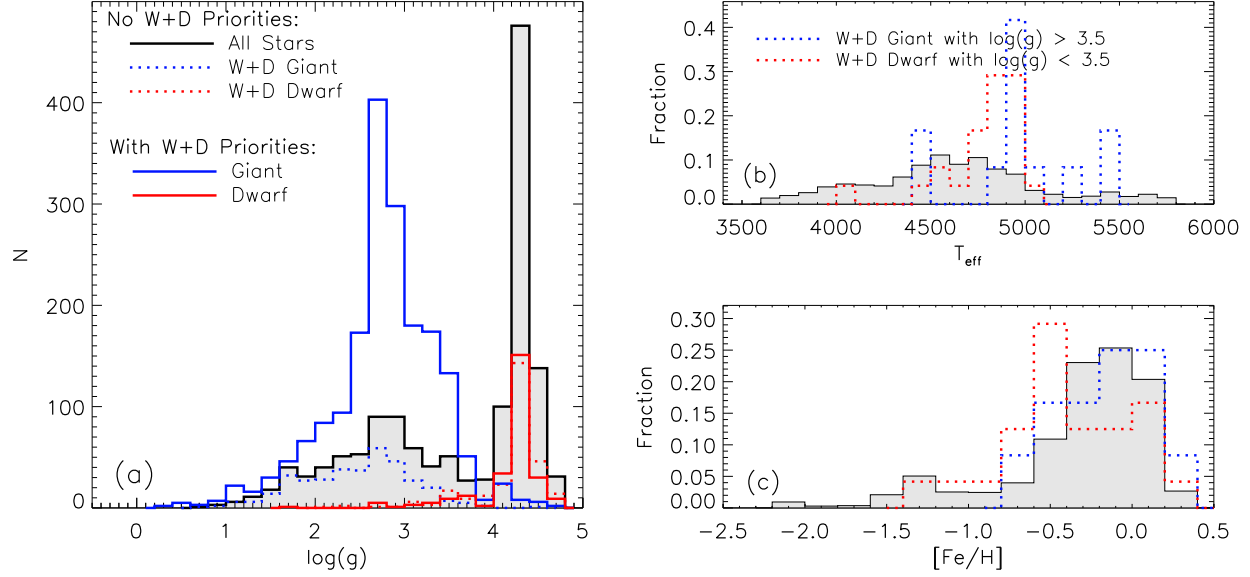 No W+D Priorities:
All Stars
W+D Giant
W+D Dwarf
With W+D Priorities:
Giant
Dwarf
(a)
N
400
300
200
100
0
0 1 2 3 4 5
log(g)
W+D Giant with log(g) > 3.5
W+D Dwarf with log(g) < 3.5
(b)
Fraction
0.4
0.3
0.2
0.1
0.0
3500 4000 4500 5000 5500 6000
Teff
(c)
Fraction
0.30
0.25
0.20
0.15
0.10
0.05
0.00
−2.5 −2.0 −1.5 −1.0 −0.5 0.0 0.5
[Fe/H]